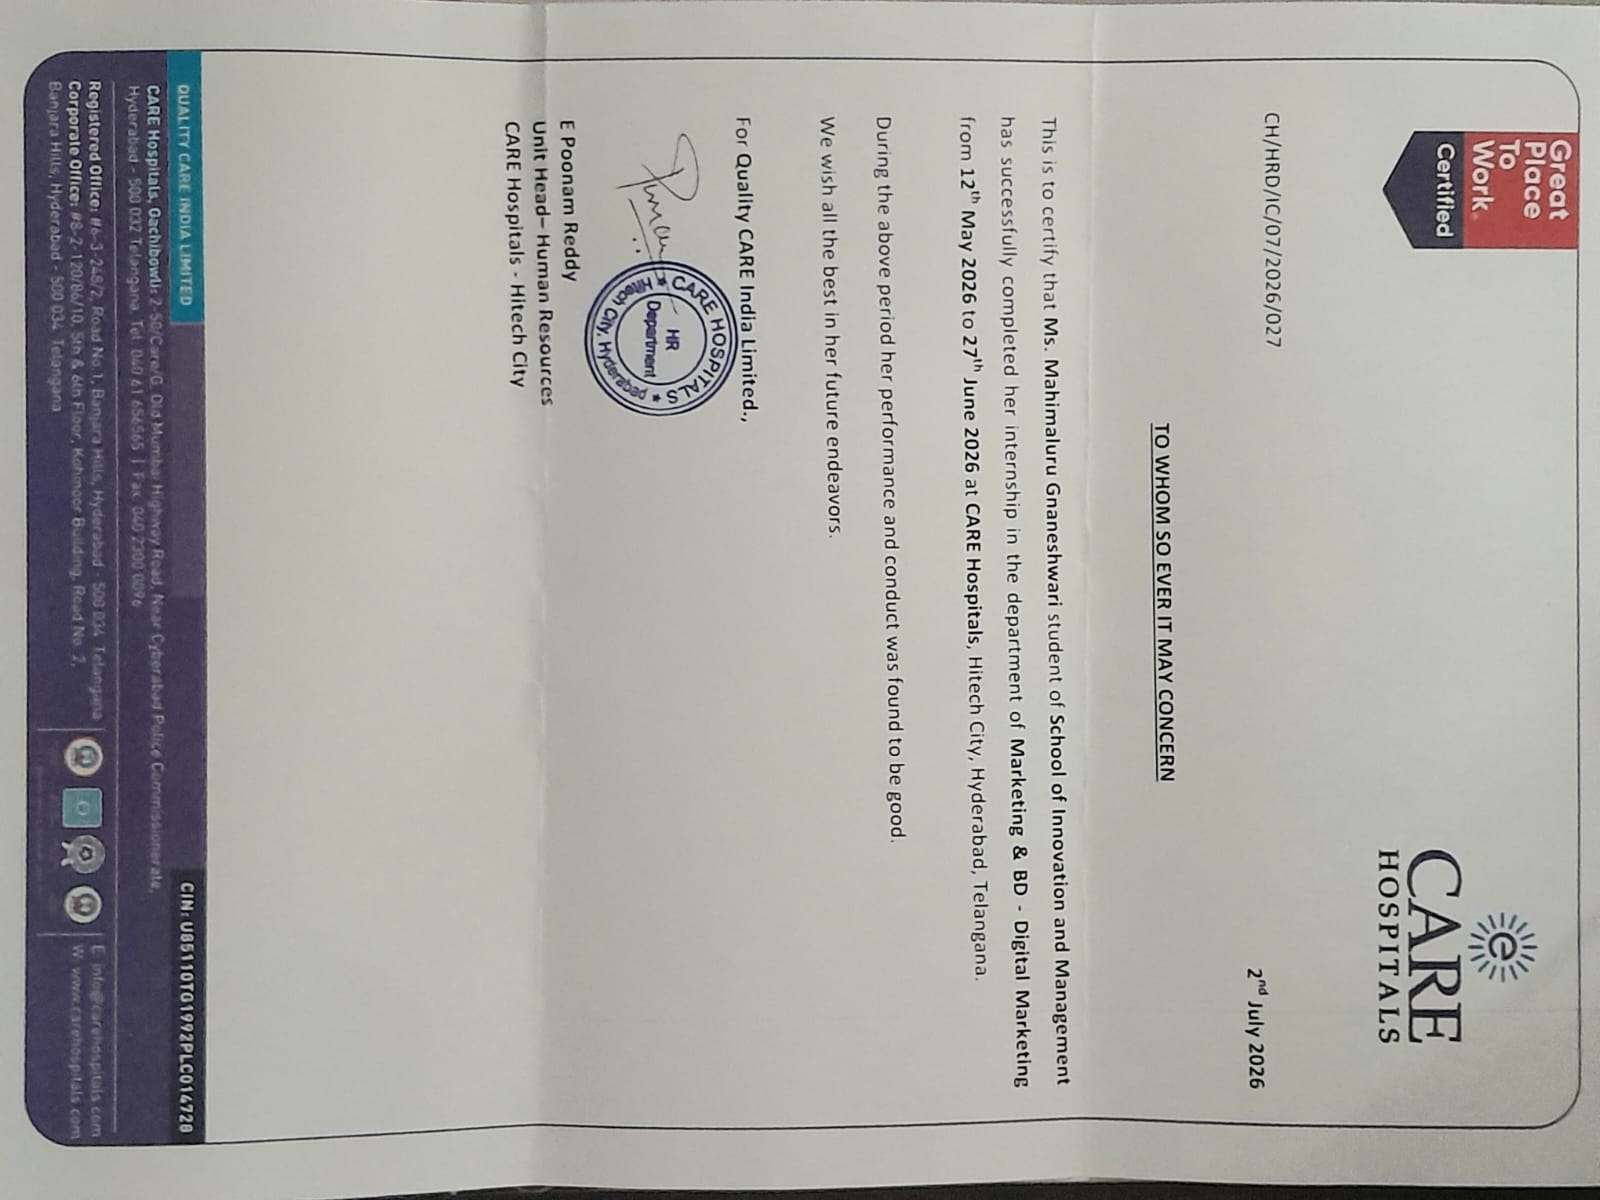 Great
Place
To
Work.
Certified
e
CARE
HOSPITALS
CH/HRD/IC/07/2026/027
2nd July 2026
TO WHOM SO EVER IT MAY CONCERN
This is to certify that Ms. Mahimaluru Gnaneshwari student of School of Innovation and Management
has successfully completed her internship in the department of Marketing & BD - Digital Marketing
from 12th May 2026 to 27th June 2026 at CARE Hospitals, Hitech City, Hyderabad, Telangana.
During the above period her performance and conduct was found to be good.
We wish all the best in her future endeavors.
For Quality CARE India Limited.,
CARE HOSPITALS
HR
Department
★ Hitech City, Hyderabad ★
E Poonam Reddy
Unit Head– Human Resources
CARE Hospitals - Hitech City
QUALITY CARE INDIA LIMITED
CIN: U85110TG1992PLC014728
CARE Hospitals, Gachibowli: 2-50/Care/G, Old Mumbai Highway Road, Near Cyberabad Police Commissionerate,
Hyderabad - 500 032 Telangana. Tel: 040 61 656565 | Fax. 040 2300 0096
Registered Office: #6-3-248/2, Road No.1, Banjara Hills, Hyderabad - 500 034 Telangana
Corporate Office: #8-2-120/86/10, 5th & 6th Floor, Kohinoor Building, Road No. 2,
Banjara Hills, Hyderabad - 500 034 Telangana
E: info@carehospitals.com
W: www.carehospitals.com